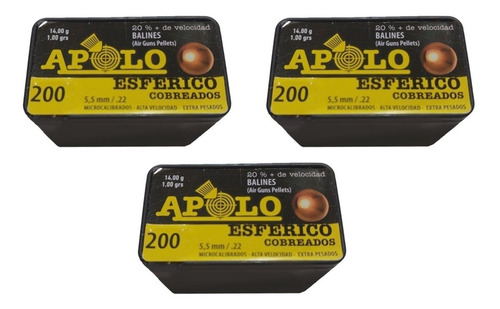 14,00 g
1,00 grs
20 % + de velocidad
BALINES
(Air Guns Pellets)
APOLO
ESFERICO
COBREADOS
200
5,5 mm / .22
MICROCALIBRADOS - ALTA VELOCIDAD - EXTRA PESADOS
14,00 g
1,00 grs
20 % + de velocidad
BALINES
(Air Guns Pellets)
APOLO
ESFERICO
COBREADOS
200
5,5 mm / .22
MICROCALIBRADOS - ALTA VELOCIDAD - EXTRA PESADOS
14,00 g
1,00 grs
20 % + de velocidad
BALINES
(Air Guns Pellets)
APOLO
ESFERICO
COBREADOS
200
5,5 mm / .22
MICROCALIBRADOS - ALTA VELOCIDAD - EXTRA PESADOS